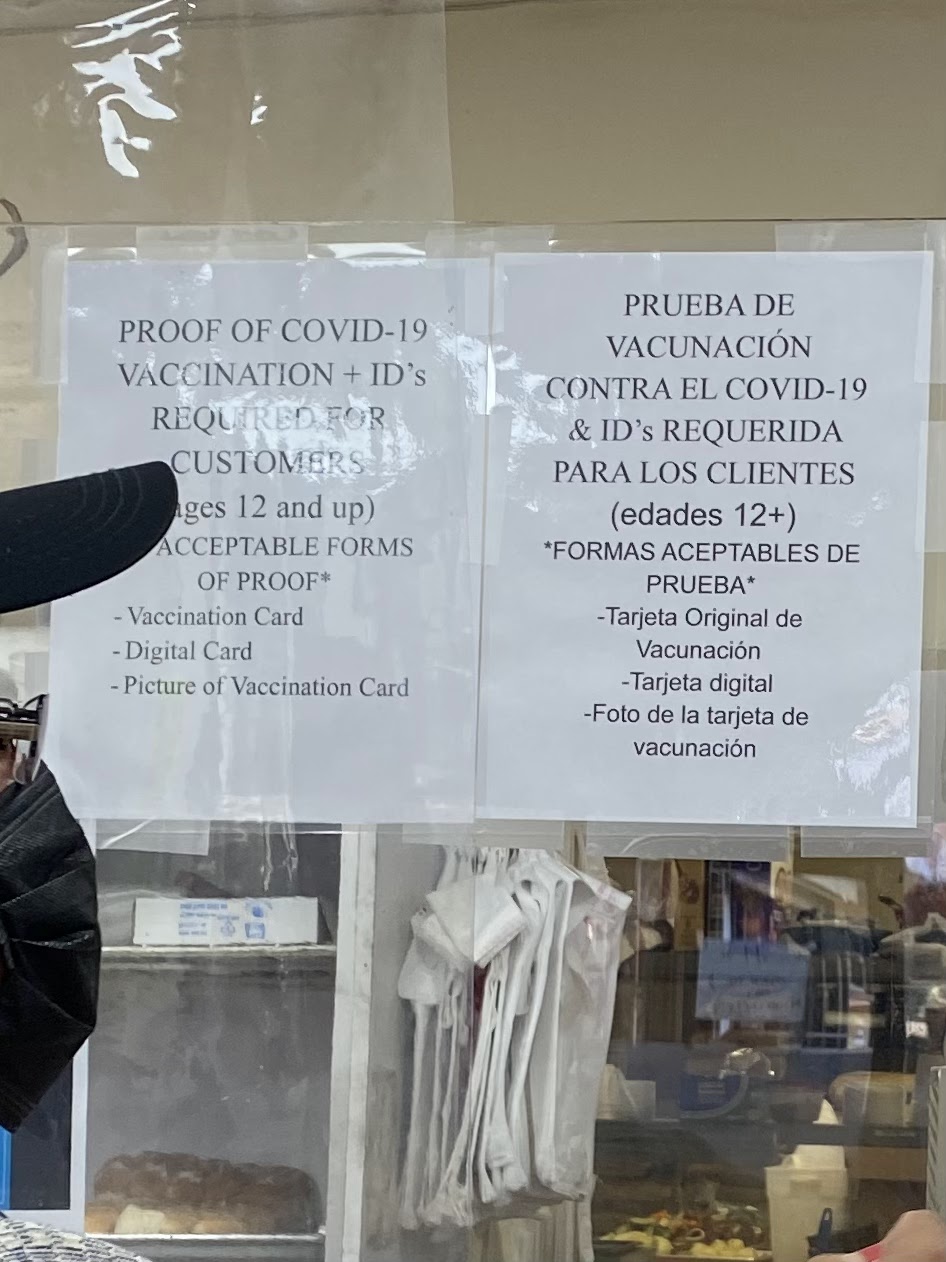 PROOF OF COVID-19
VACCINATION + ID's
REQUIRED FOR
CUSTOMERS
ages 12 and up)
ACCEPTABLE FORMS
OF PROOF*
- Vaccination Card
- Digital Card
- Picture of Vaccination Card
PRUEBA DE
VACUNACIÓN
CONTRA EL COVID-19
& ID's REQUERIDA
PARA LOS CLIENTES
(edades 12+)
*FORMAS ACEPTABLES DE
PRUEBA*
-Tarjeta Original de
Vacunación
-Tarjeta digital
-Foto de la tarjeta de
vacunación